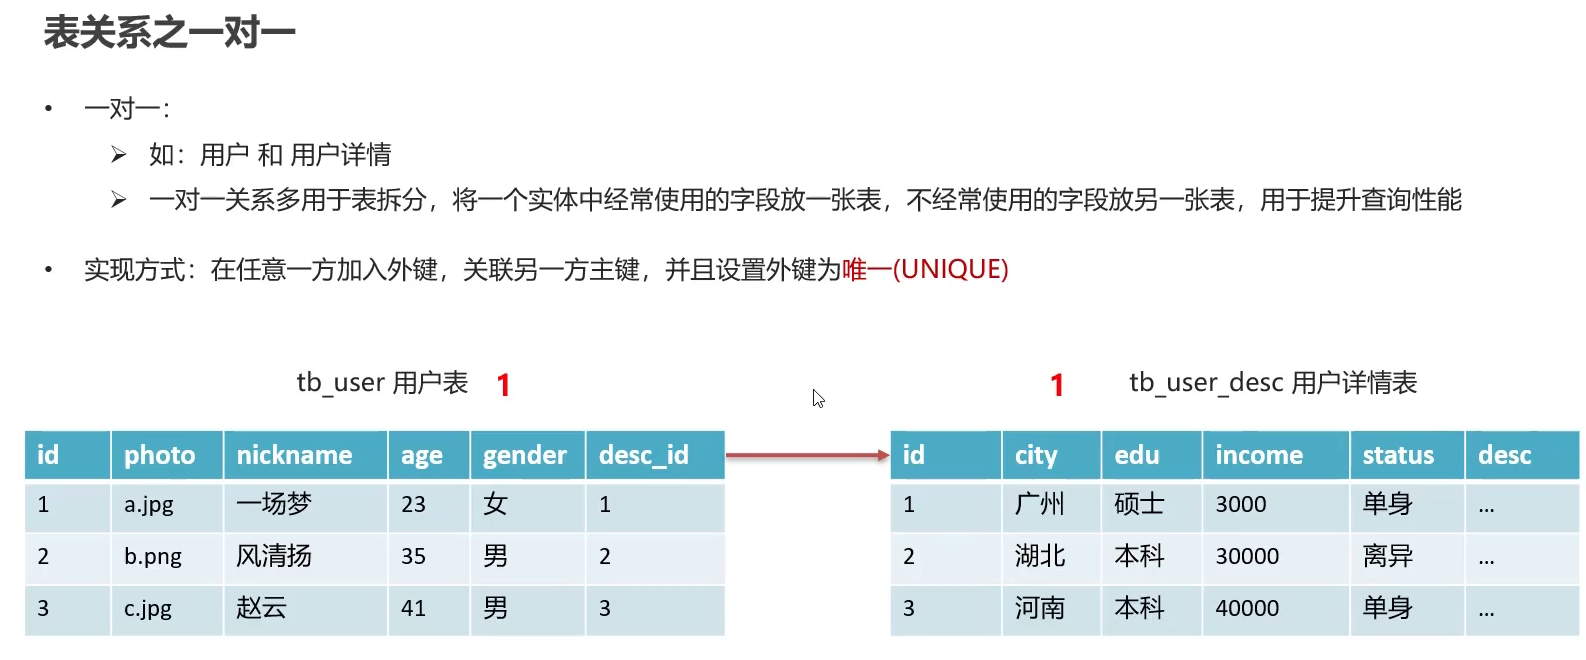 表关系之一对一
• 一对一：
➢ 如：用户 和 用户详情
➢ 一对一关系多用于表拆分，将一个实体中经常使用的字段放一张表，不经常使用的字段放另一张表，用于提升查询性能
• 实现方式：在任意一方加入外键，关联另一方主键，并且设置外键为唯一(UNIQUE)
tb_user 用户表 1
id photo nickname age gender desc_id
1 a.jpg 一场梦 23 女 1
2 b.png 风清扬 35 男 2
3 c.jpg 赵云 41 男 3
1 tb_user_desc 用户详情表
id city edu income status desc
1 广州 硕士 3000 单身 ...
2 湖北 本科 30000 离异 ...
3 河南 本科 40000 单身 ...